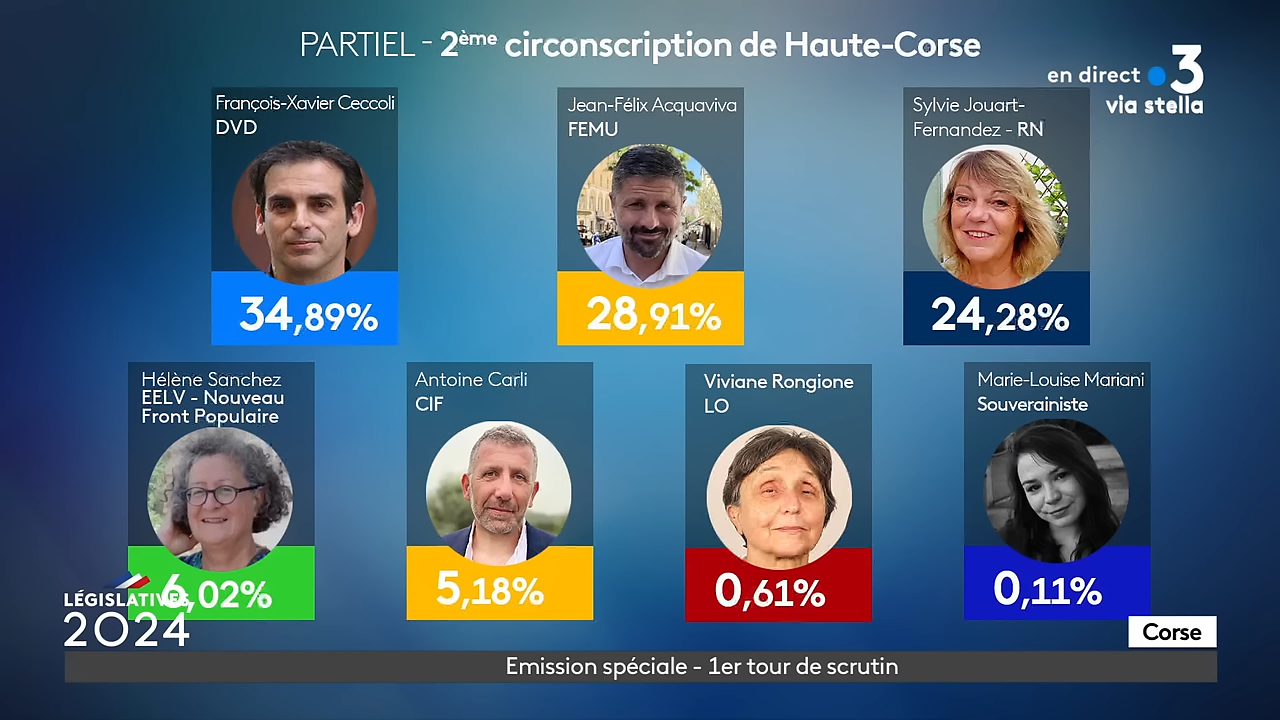 PARTIEL - 2ème circonscription de Haute-Corse
en direct 3
via stella
François-Xavier Ceccoli
DVD
34,89%
Jean-Félix Acquaviva
FEMU
28,91%
Sylvie Jouart-
Fernandez - RN
24,28%
Hélène Sanchez
EELV - Nouveau
Front Populaire
6,02%
Antoine Carli
CIF
5,18%
Viviane Rongione
LO
0,61%
Marie-Louise Mariani
Souverainiste
0,11%
LÉGISLATIVES
2024
Corse
Emission spéciale - 1er tour de scrutin